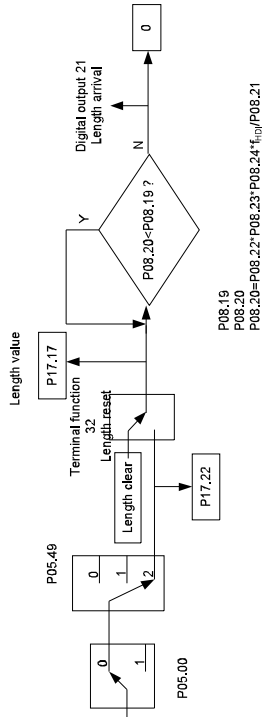 0
1
P05.00
P05.49
0
1
2
P17.22
Length clear
Terminal function
32
Length reset
Length value
P17.17
Y
P08.20<P08.19 ?
N
Digital output 21
Length arrival
0
P08.19
P08.20
P08.20=P08.22*P08.23*P08.24*fHDI/P08.21